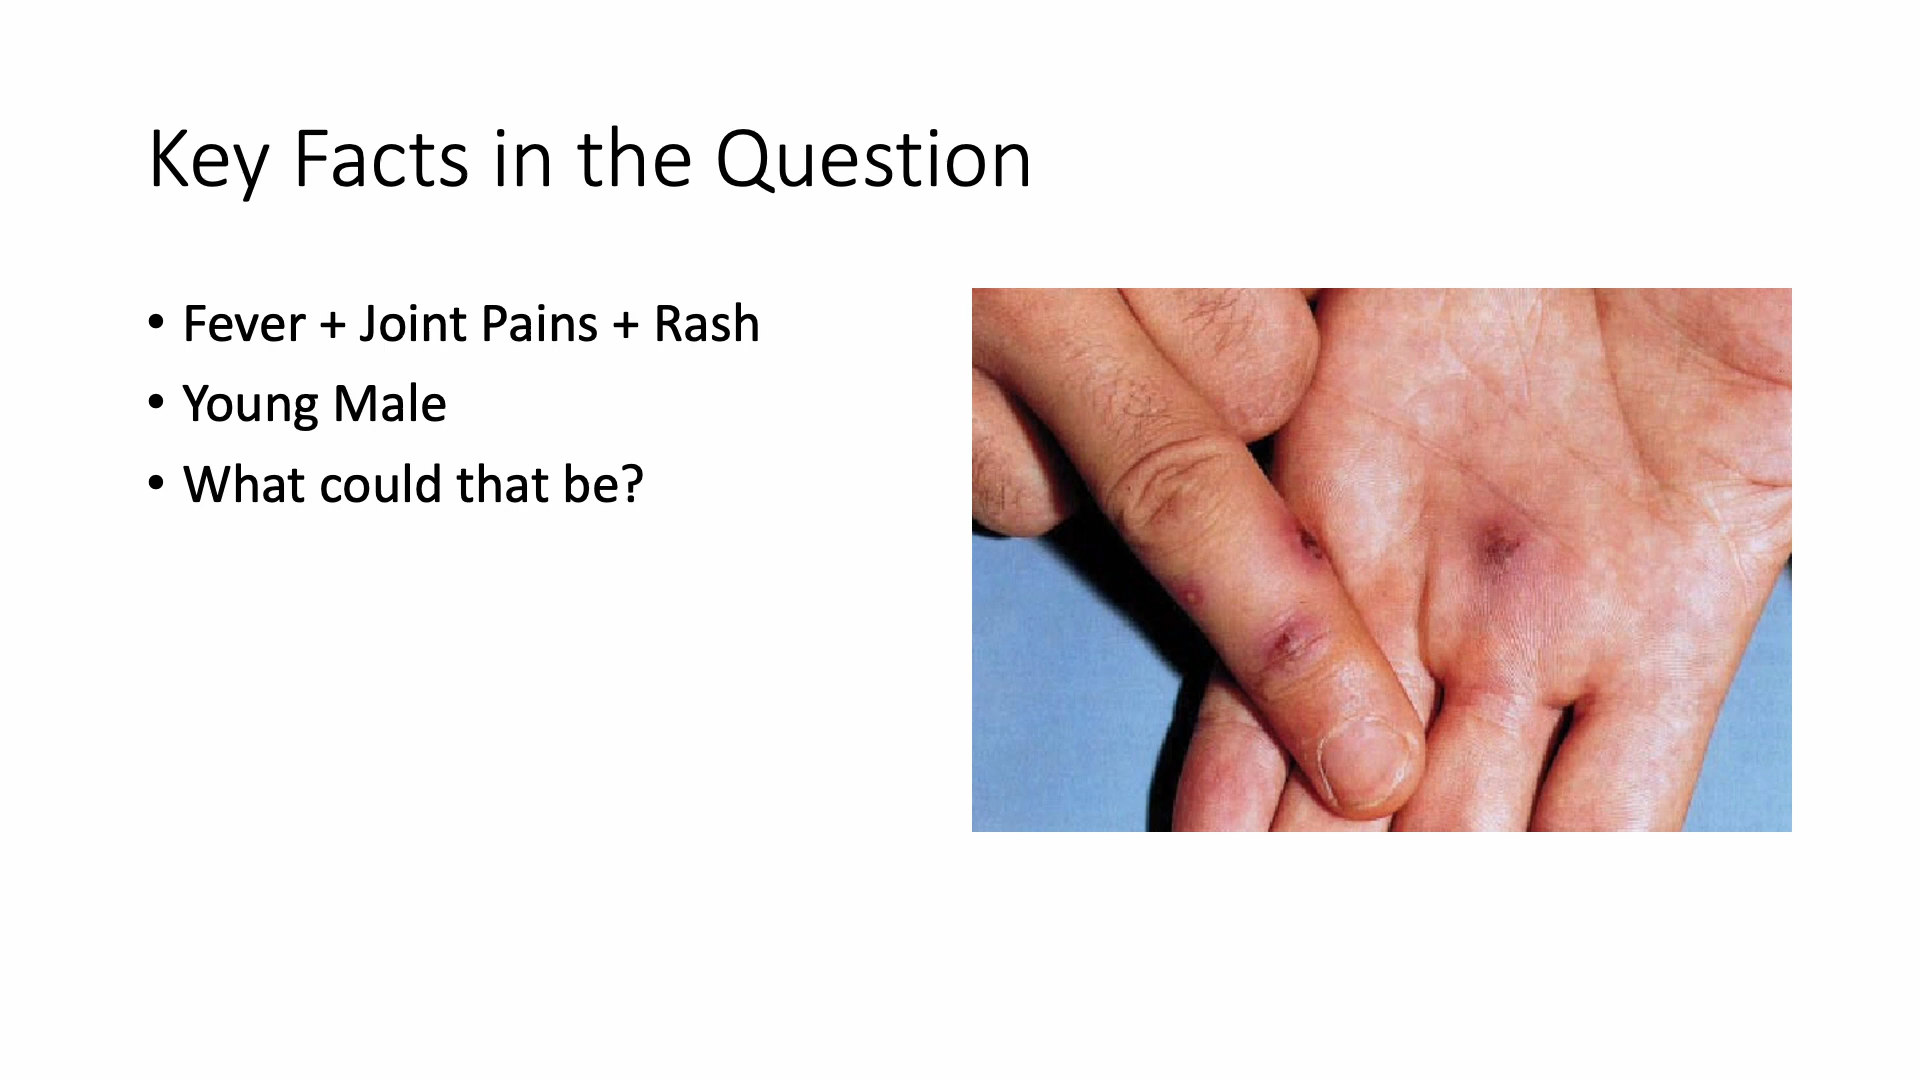 Key Facts in the Question
• Fever + Joint Pains + Rash
• Young Male
• What could that be?